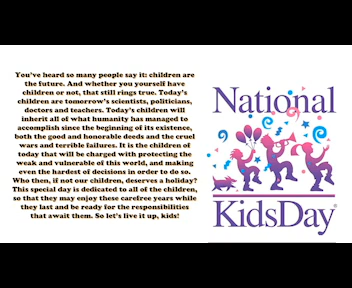 You've heard so many people say it: children are
the future. And whether you yourself have
children or not, that still rings true. Today's
children are tomorrow's scientists, politicians,
doctors and teachers. Today's children will
inherit all of what humanity has managed to
accomplish since the beginning of its existence,
both the good and honorable deeds and the cruel
wars and terrible failures. It is the children of
today that will be charged with protecting the
weak and vulnerable of this world, and making
even the hardest of decisions in order to do so.
Who then, if not our children, deserves a holiday?
This special day is dedicated to all of the children,
so that they may enjoy these carefree years while
they last and be ready for the responsibilities
that await them. So let's live it up, kids!
National
KidsDay®